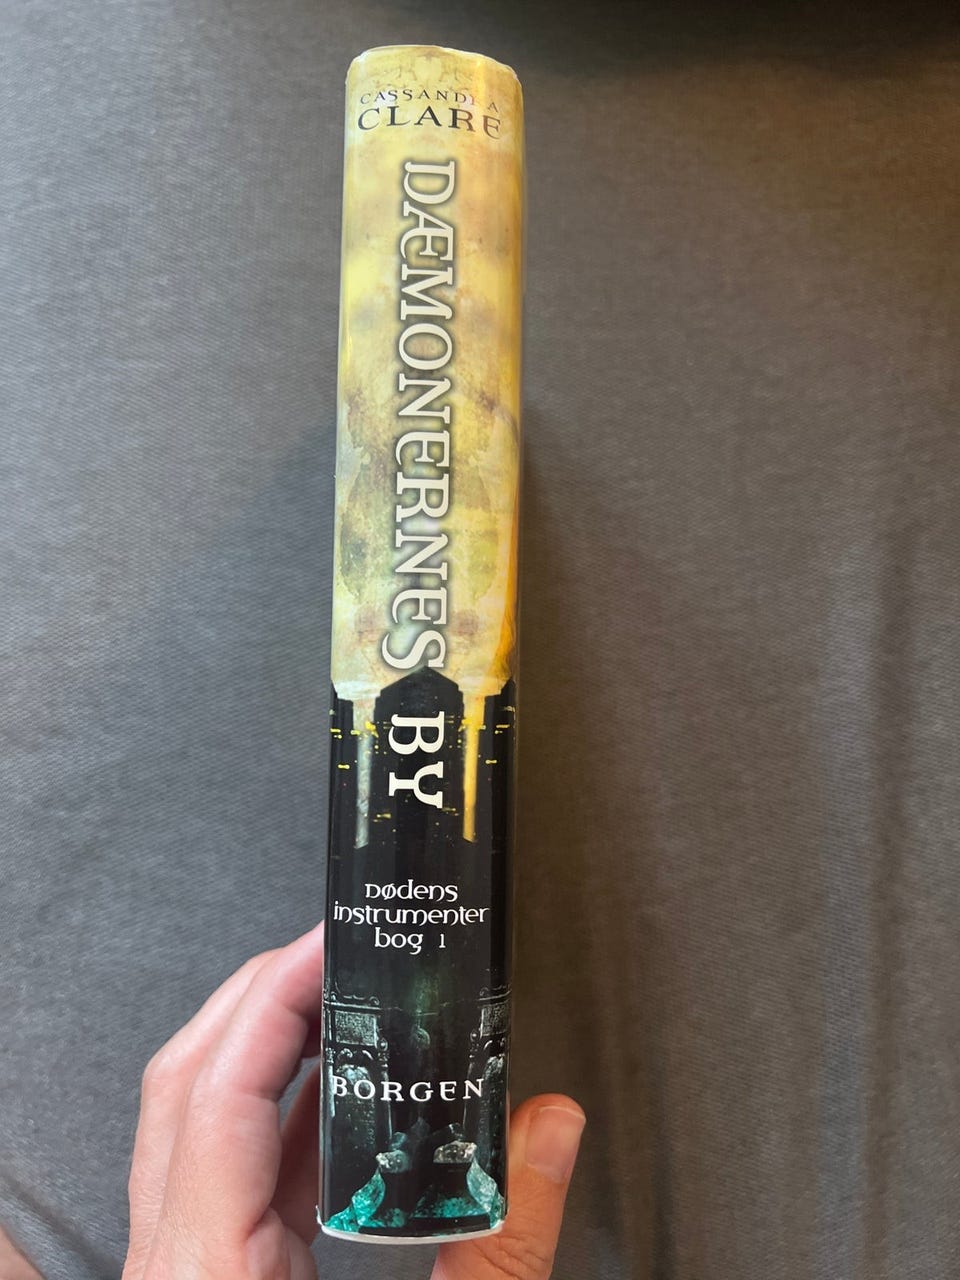 CASSANDRA
CLARE
DÆMONERNES BY
Dødens
instrumenter
bog 1
BORGEN